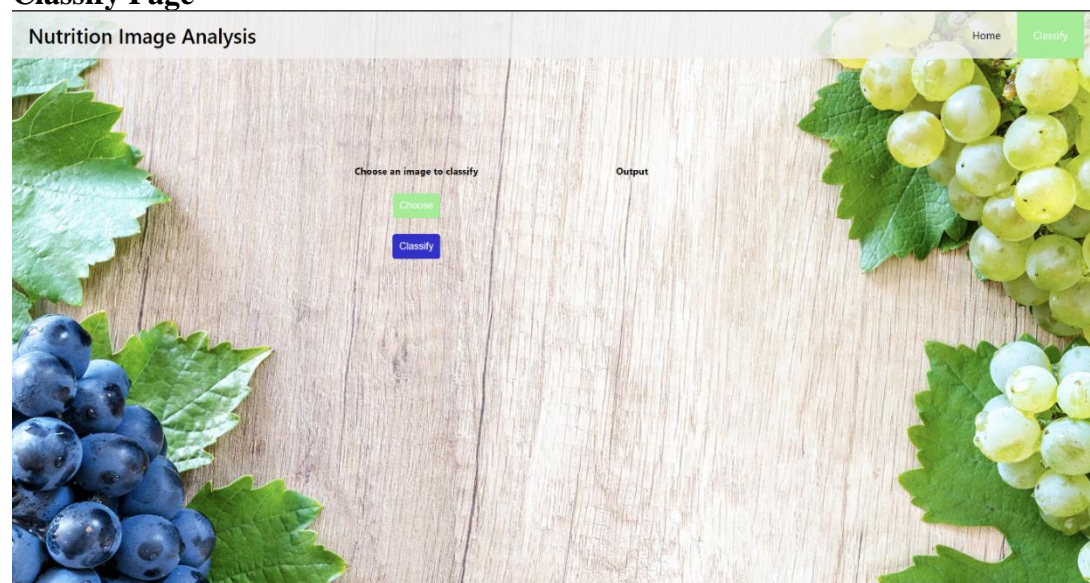 Classify Page
Nutrition Image Analysis
Home
Classify
Choose an image to classify
Output
Choose
Classify